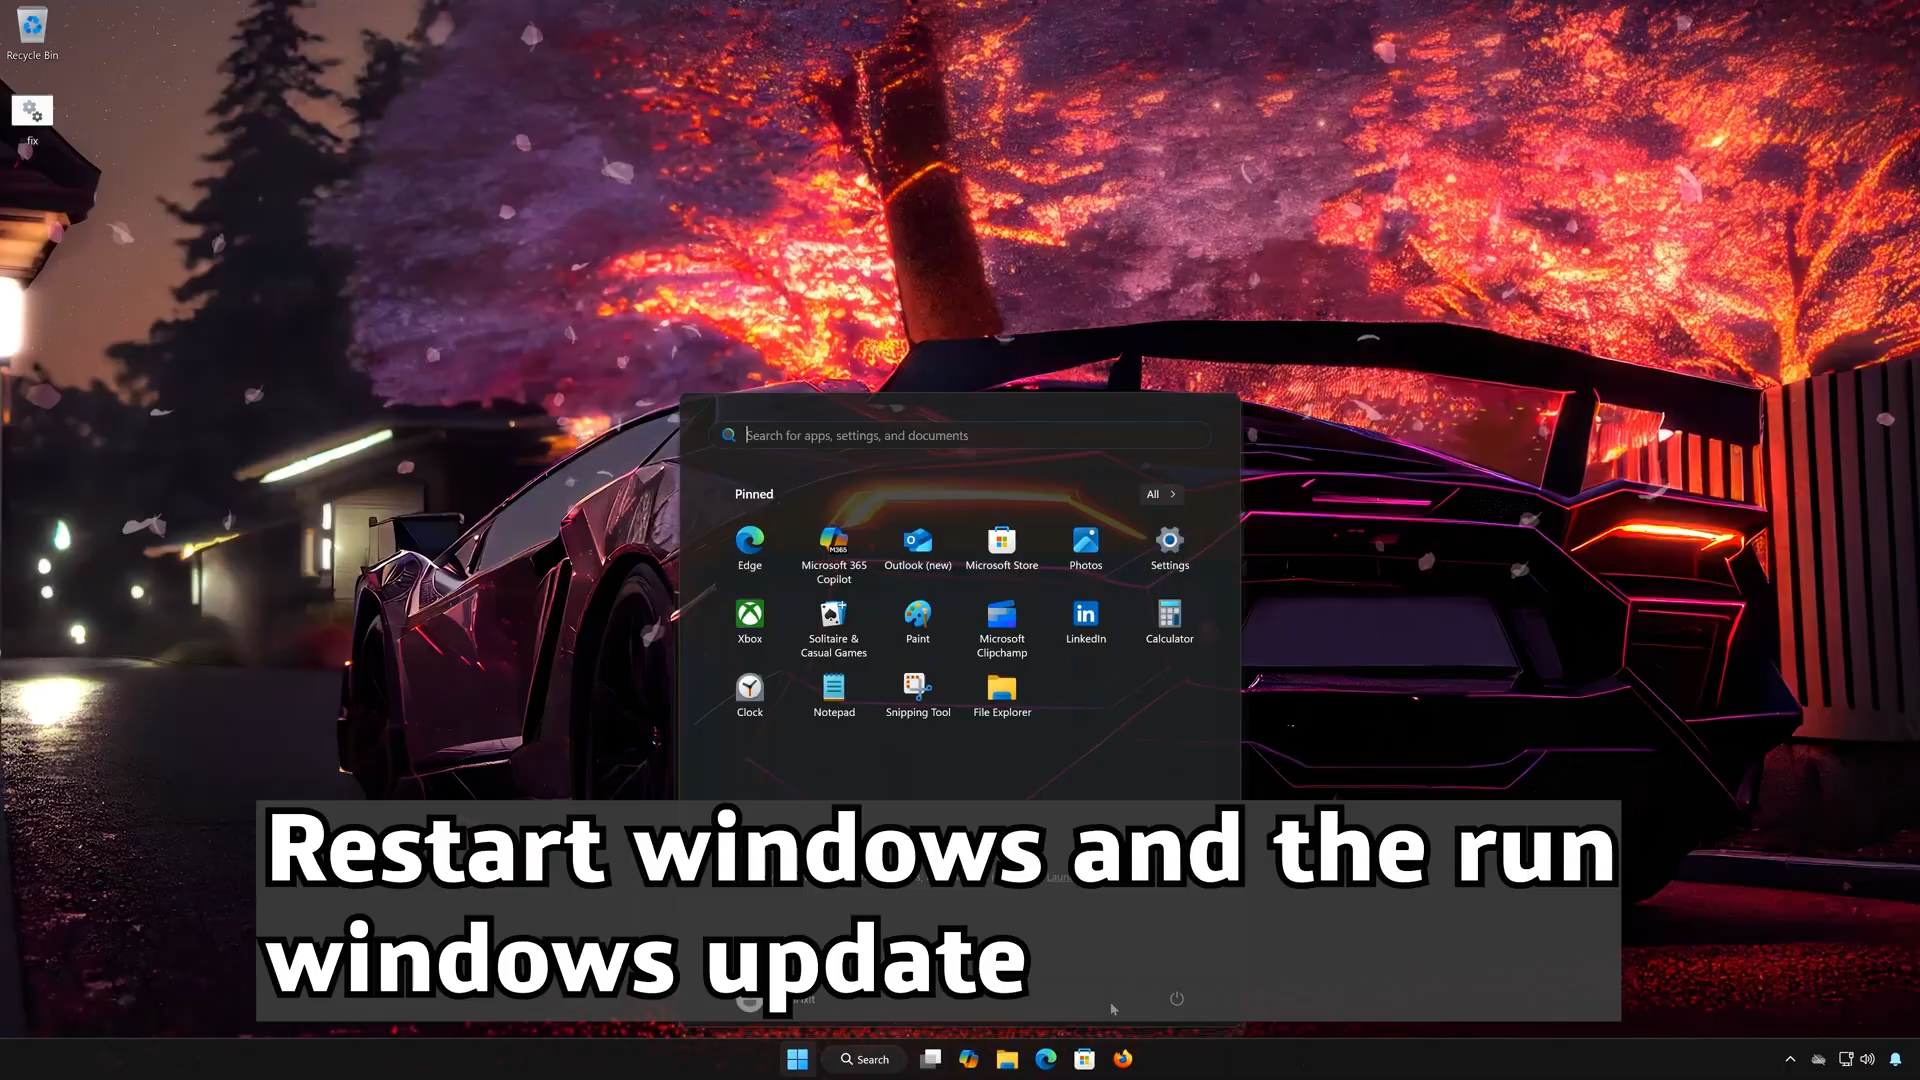 Recycle Bin
fix
Search for apps, settings, and documents
Pinned
All
Edge
M365
Microsoft 365
Copilot
Outlook (new)
Microsoft Store
Photos
Settings
Xbox
Solitaire &
Casual Games
Paint
Microsoft
Clipchamp
LinkedIn
Calculator
Clock
Notepad
Snipping Tool
File Explorer
Restart windows and the run
windows update
Search